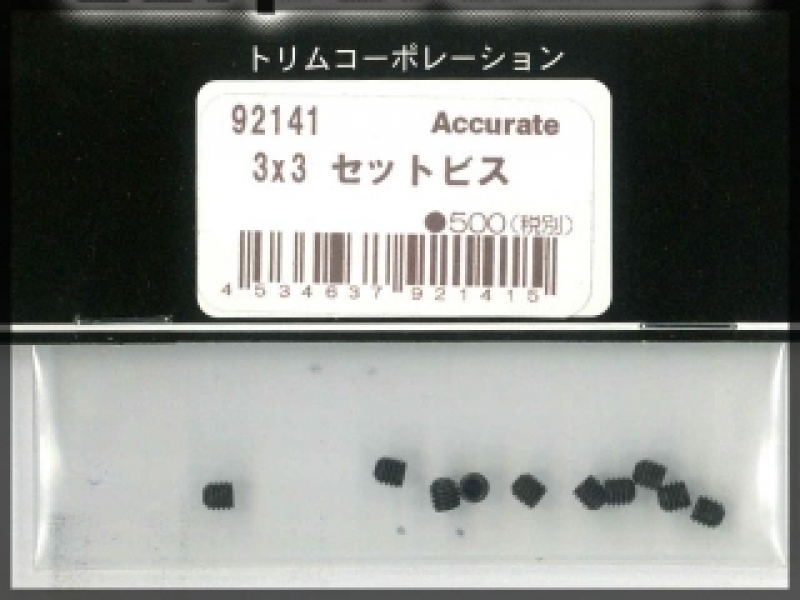 トリムコーポレーション
92141 Accurate
3x3 セットビス
●500(税別)
4 534637 921415